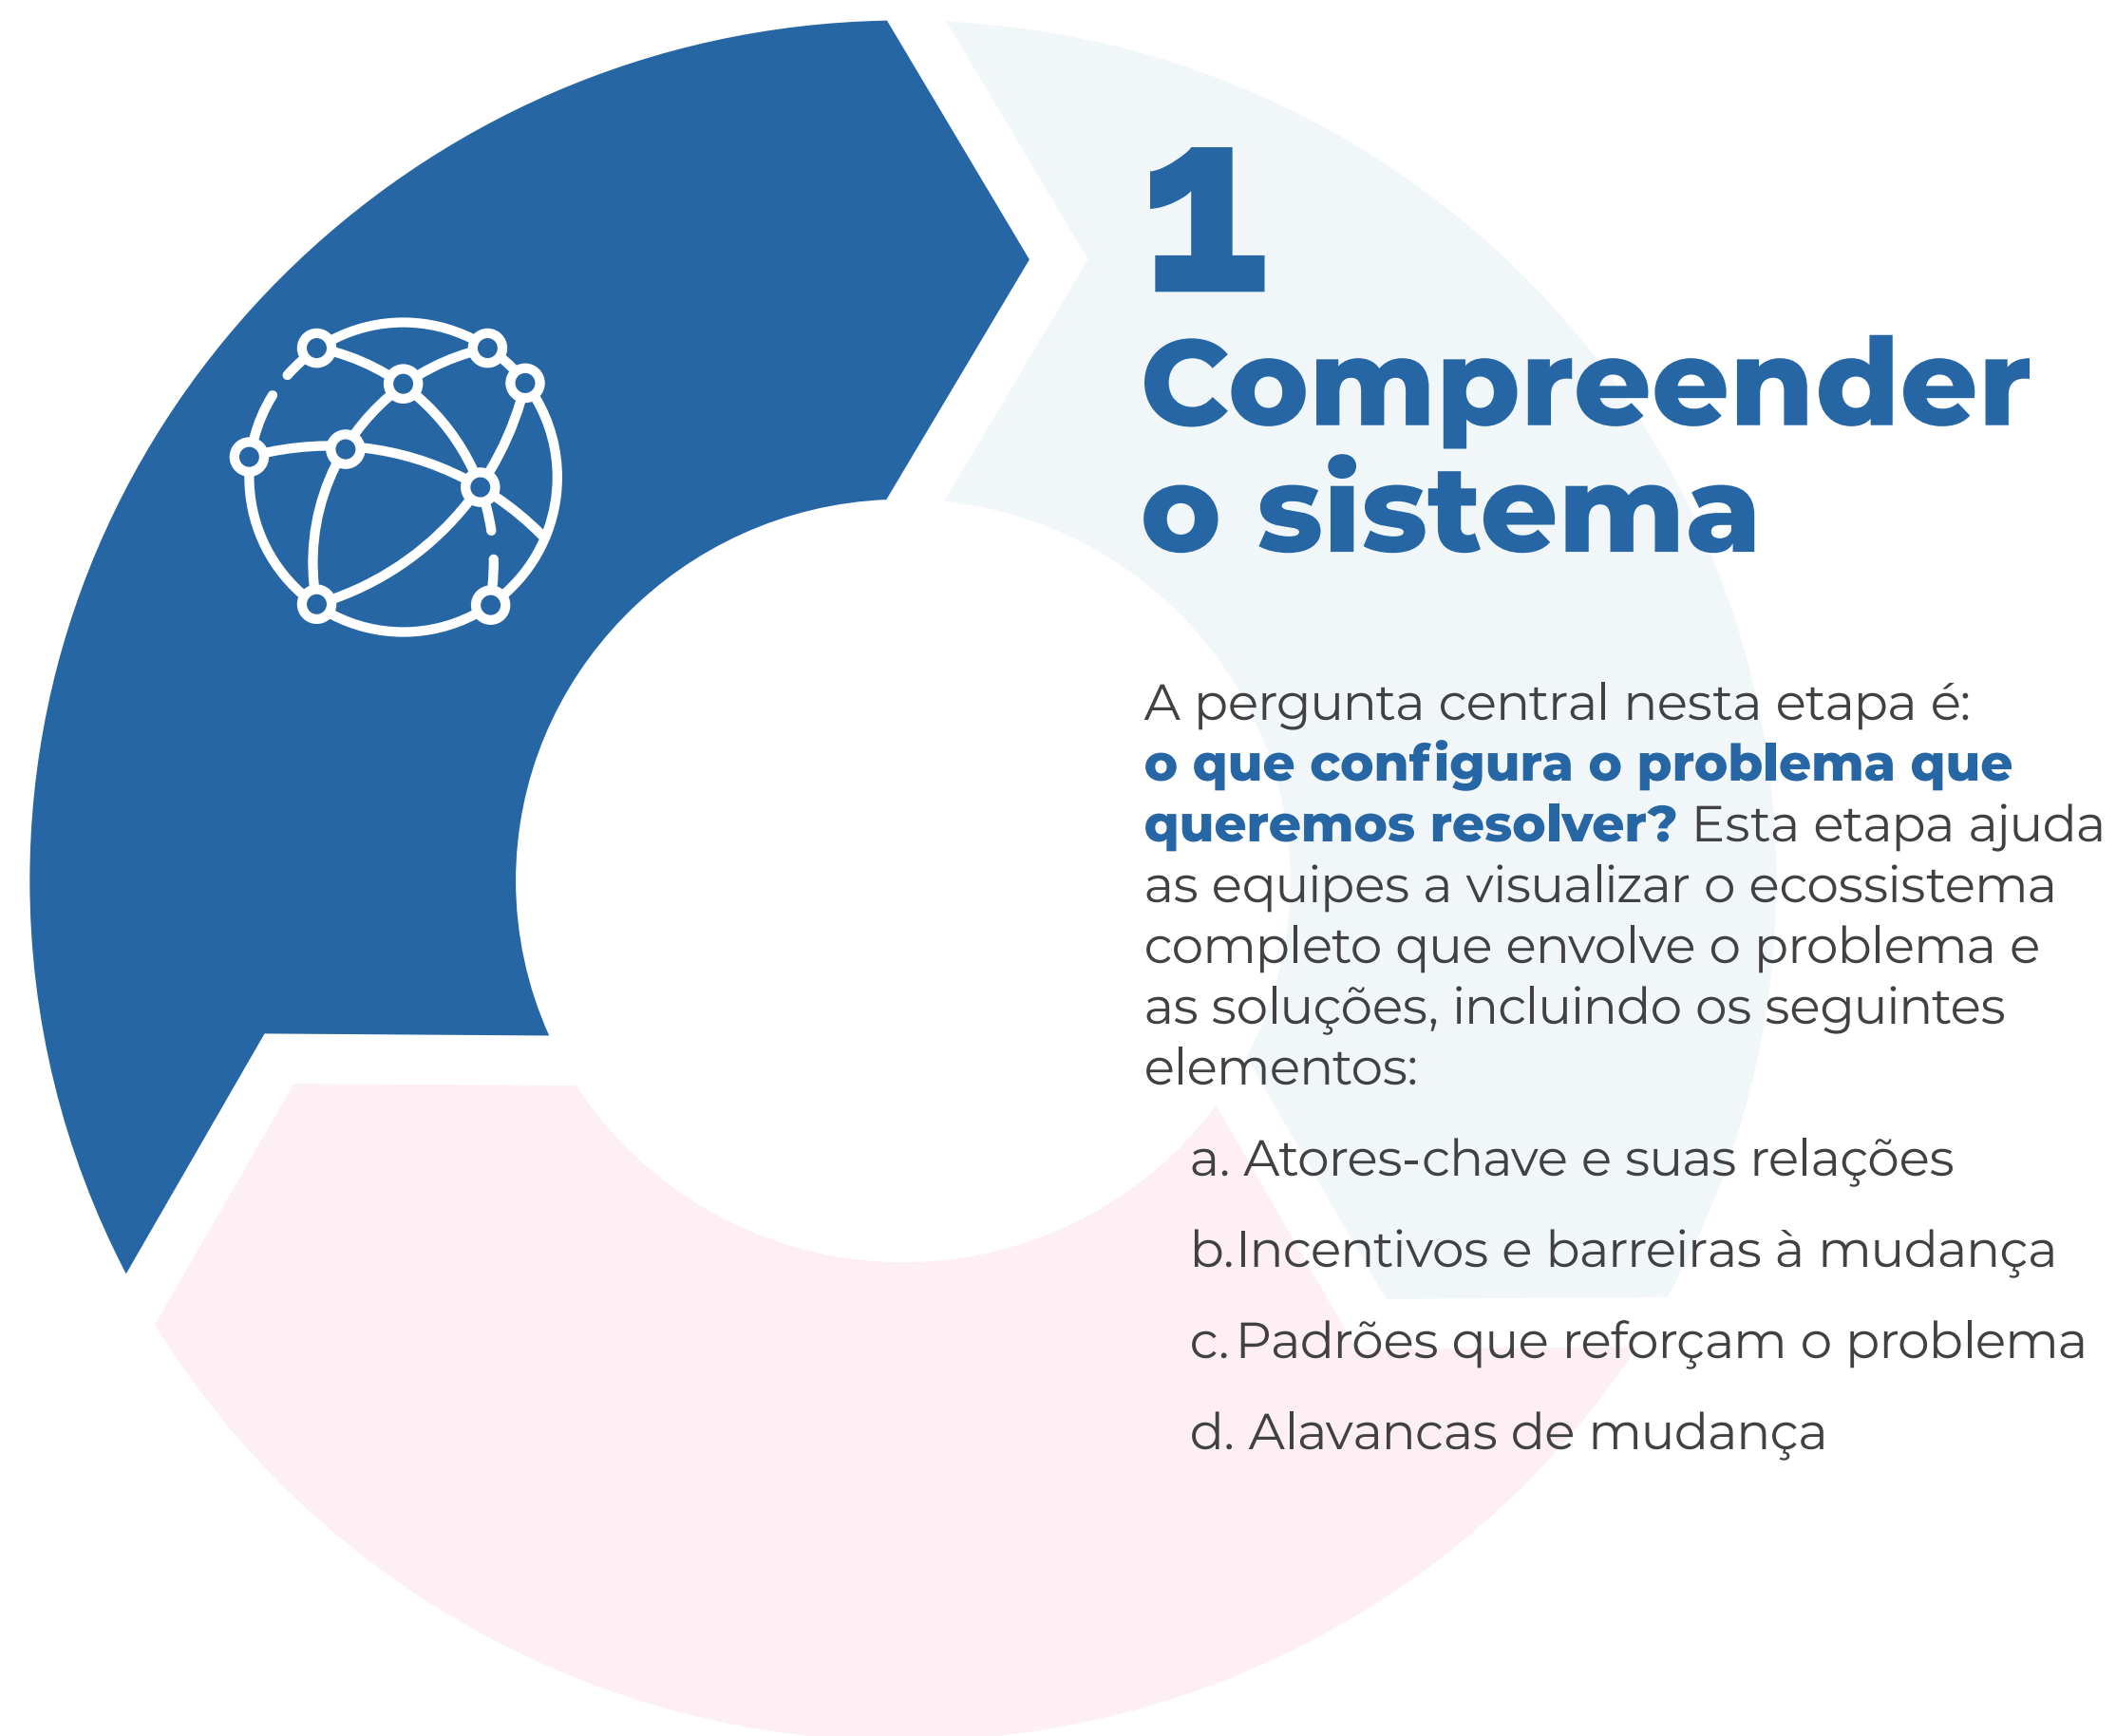 1
Compreender
o sistema
A pergunta central nesta etapa é:
o que configura o problema que
queremos resolver? Esta etapa ajuda
as equipes a visualizar o ecossistema
completo que envolve o problema e
as soluções, incluindo os seguintes
elementos:
a. Atores-chave e suas relações
b. Incentivos e barreiras à mudança
c. Padrões que reforçam o problema
d. Alavancas de mudança